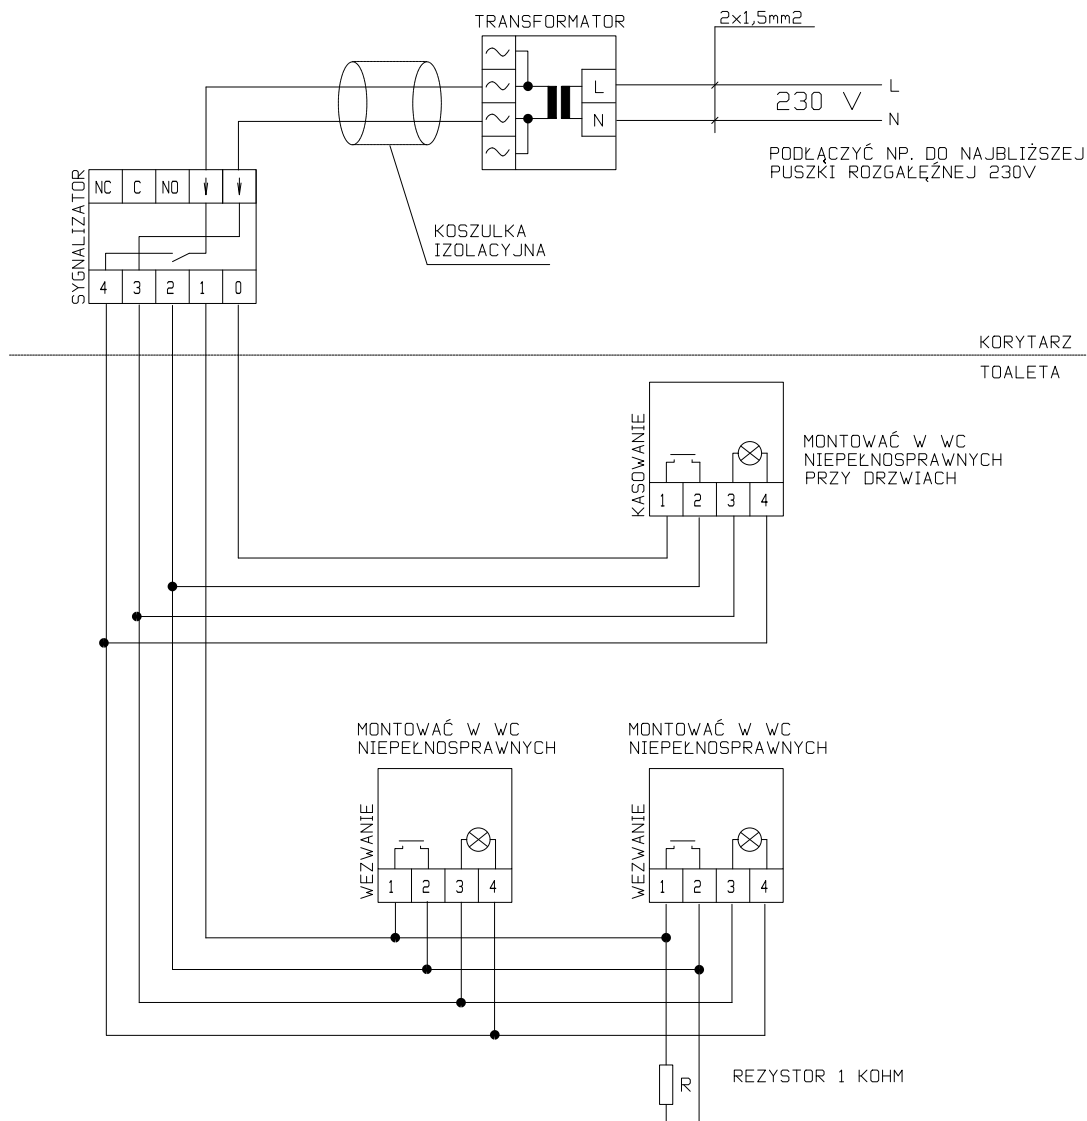 TRANSFORMATOR
2x1,5mm2
L
N
L
230 V
N
PODŁĄCZYĆ NP. DO NAJBLIŻSZEJ
PUSZKI ROZGAŁĘŹNEJ 230V
SYGNALIZATOR
NC C NO
4 3 2 1 0
KOSZULKA
IZOLACYJNA
KORYTARZ
TOALETA
KASOWANIE
1 2 3 4
MONTOWAĆ W WC
NIEPEŁNOSPRAWNYCH
PRZY DRZWIACH
MONTOWAĆ W WC
NIEPEŁNOSPRAWNYCH
WEZWANIE
1 2 3 4
MONTOWAĆ W WC
NIEPEŁNOSPRAWNYCH
WEZWANIE
1 2 3 4
R
REZYSTOR 1 KOHM